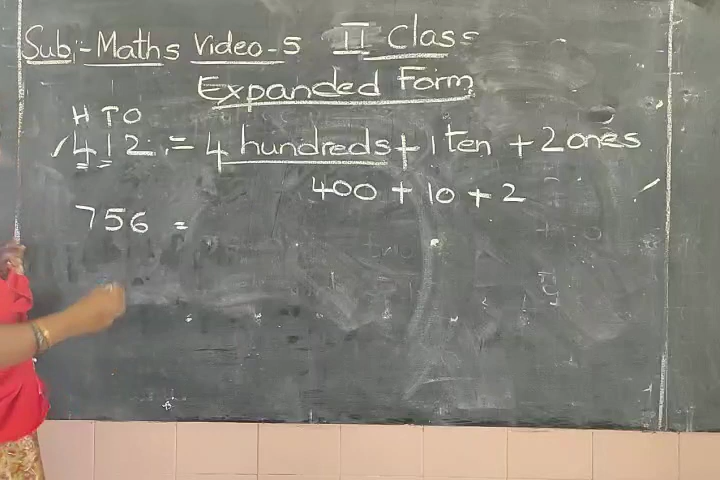 Sub:- Maths Video-5 II Class
Expanded Form
H T O
412 = 4 hundreds + 1 ten + 2 ones
400 + 10 + 2
756 =